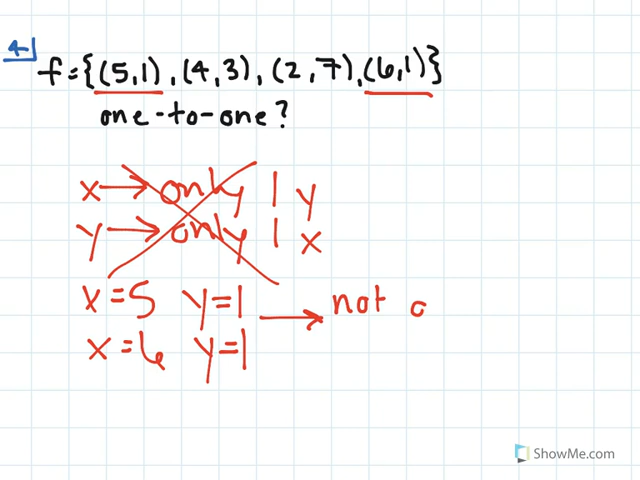 4
f={(5,1),(4,3),(2,7),(6,1)}
one-to-one?
x→only 1 y
y→only 1 x
x=5 y=1 → not o
x=6 y=1
ShowMe.com